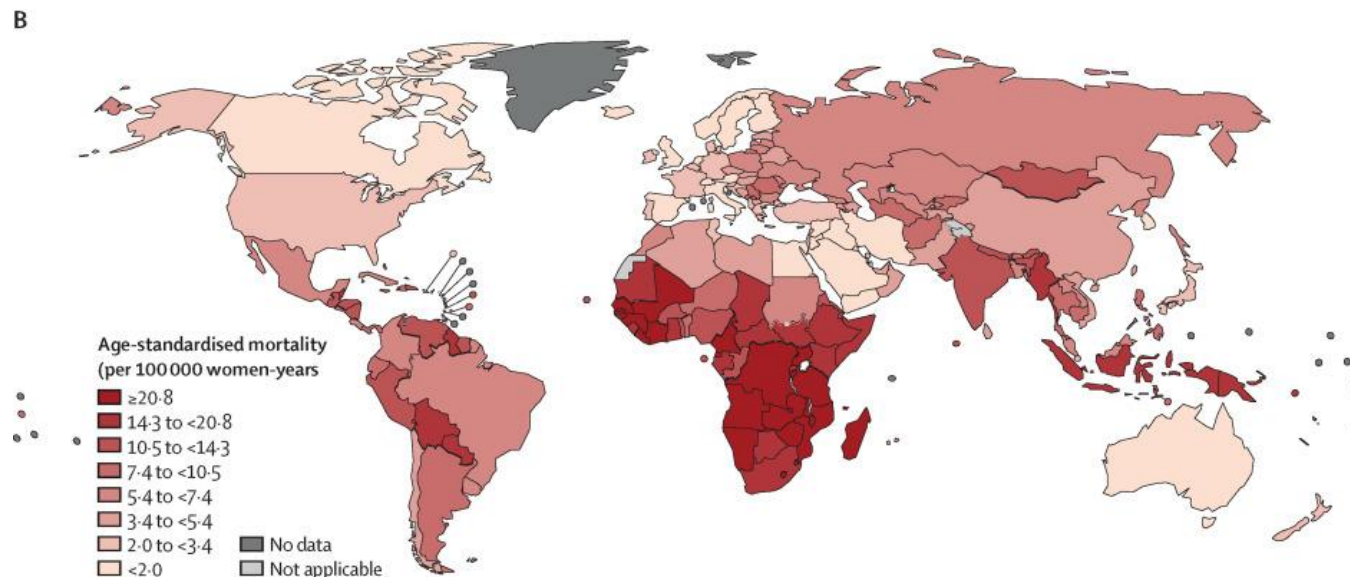 B
Age-standardised mortality
(per 100 000 women-years
≥20·8
14·3 to <20·8
10·5 to <14·3
7·4 to <10·5
5·4 to <7·4
3·4 to <5·4
2·0 to <3·4
<2·0
No data
Not applicable